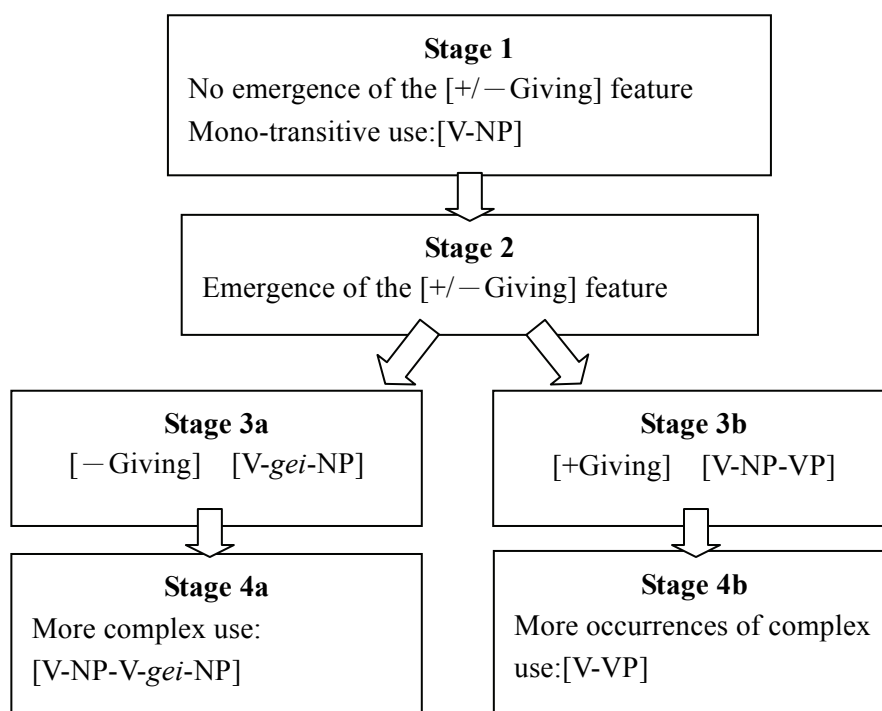 Stage 1
No emergence of the [+/－Giving] feature
Mono-transitive use:[V-NP]
Stage 2
Emergence of the [+/－Giving] feature
Stage 3a
[－Giving] [V-gei-NP]
Stage 3b
[+Giving] [V-NP-VP]
Stage 4a
More complex use:
[V-NP-V-gei-NP]
Stage 4b
More occurrences of complex
use:[V-VP]